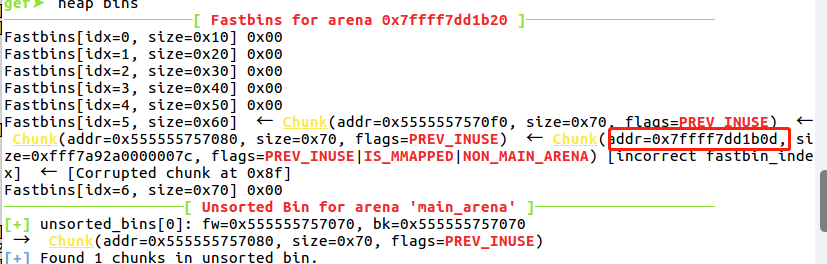 gef➤  heap bins
[ Fastbins for arena 0x7ffff7dd1b20 ]
Fastbins[idx=0, size=0x10] 0x00
Fastbins[idx=1, size=0x20] 0x00
Fastbins[idx=2, size=0x30] 0x00
Fastbins[idx=3, size=0x40] 0x00
Fastbins[idx=4, size=0x50] 0x00
Fastbins[idx=5, size=0x60]  ← Chunk(addr=0x5555557570f0, size=0x70, flags=PREV_INUSE)  ←
Chunk(addr=0x555555757080, size=0x70, flags=PREV_INUSE)  ← Chunk(addr=0x7ffff7dd1b0d, si
ze=0xfff7a92a0000007c, flags=PREV_INUSE|IS_MMAPPED|NON_MAIN_ARENA) [incorrect fastbin_inde
x]  ← [Corrupted chunk at 0x8f]
Fastbins[idx=6, size=0x70] 0x00
[ Unsorted Bin for arena 'main_arena' ]
[+] unsorted_bins[0]: fw=0x555555757070, bk=0x555555757070
→ Chunk(addr=0x555555757080, size=0x70, flags=PREV_INUSE)
[+] Found 1 chunks in unsorted bin.